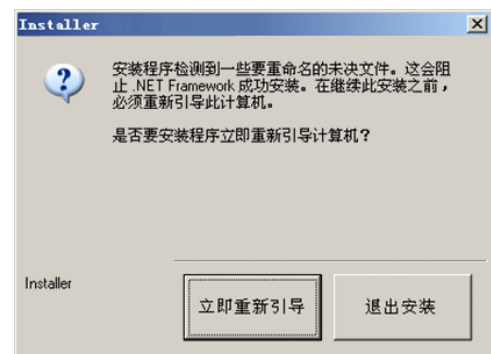 Installer
安装程序检测到一些要重命名的未决文件。这会阻
止 .NET Framework 成功安装。在继续此安装之前，
必须重新引导此计算机。
是否要安装程序立即重新引导计算机？
Installer
立即重新引导
退出安装